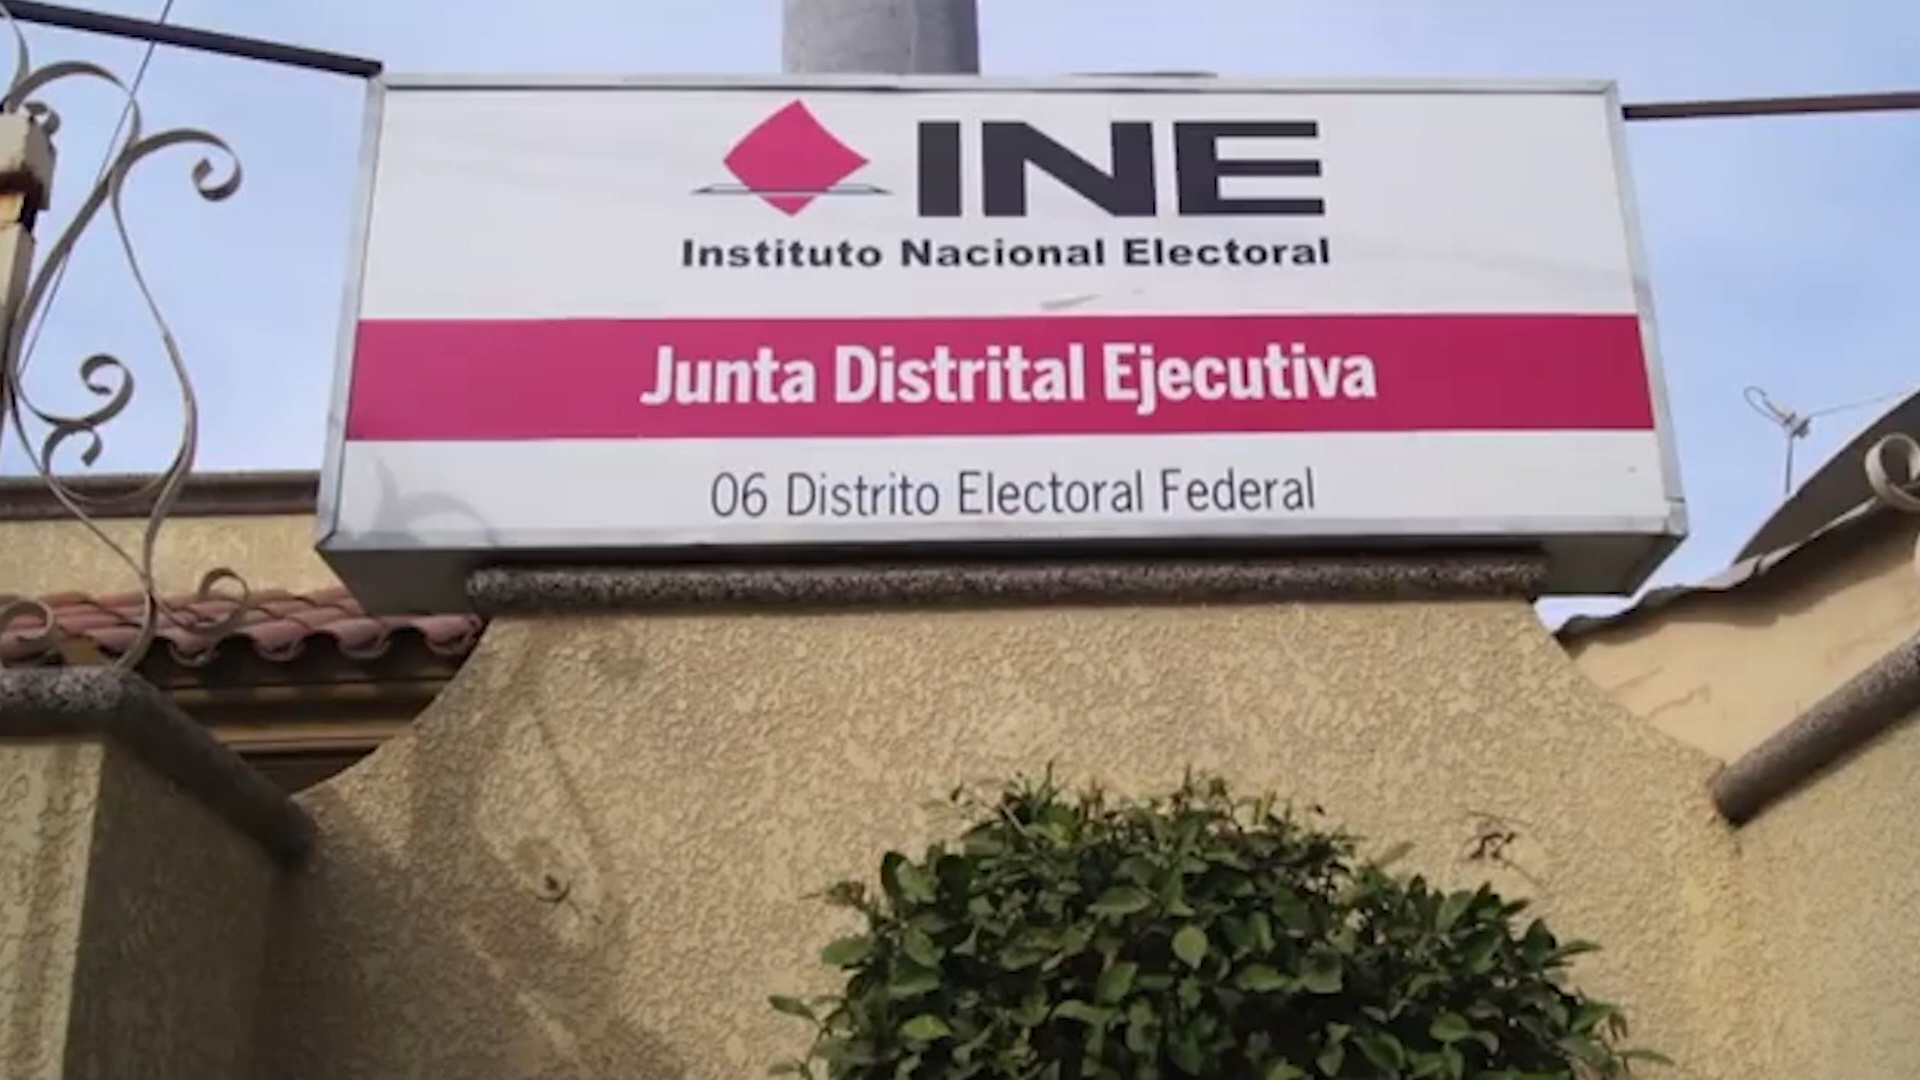 INE
Instituto Nacional Electoral
Junta Distrital Ejecutiva
06 Distrito Electoral Federal